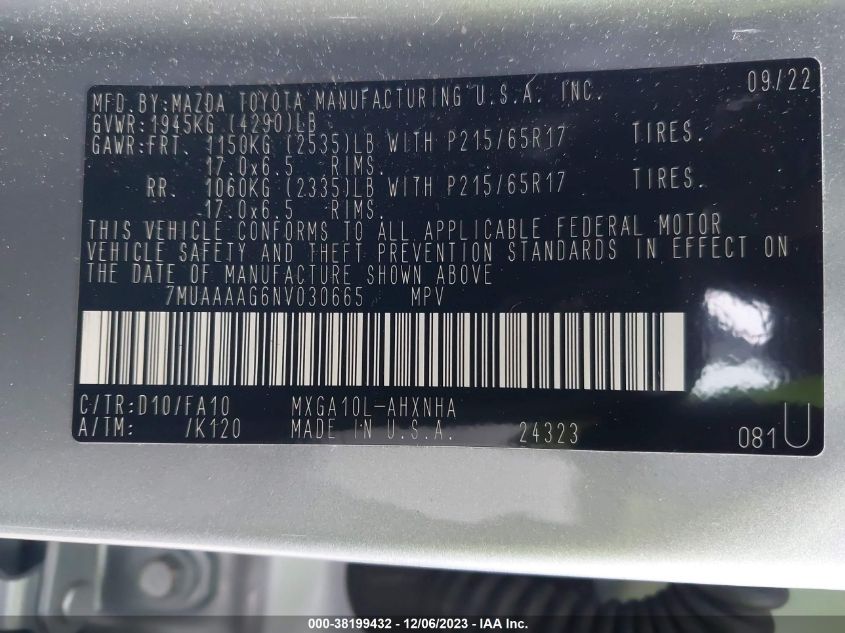 MFD.BY:MAZDA TOYOTA MANUFACTURING U.S.A. INC. 09/22
GVWR:1945KG (4290)LB
GAWR:FRT. 1150KG (2535)LB WITH P215/65R17 TIRES.
17.0x6.5 RIMS.
RR. 1060KG (2335)LB WITH P215/65R17 TIRES.
17.0x6.5 RIMS.
THIS VEHICLE CONFORMS TO ALL APPLICABLE FEDERAL MOTOR
VEHICLE SAFETY AND THEFT PREVENTION STANDARDS IN EFFECT ON
THE DATE OF MANUFACTURE SHOWN ABOVE
7MUAAAAG6NV030665 MPV
C/TR:D10/FA10 MXGA10L-AHXNHA
A/TM: /K120 MADE IN U.S.A. 24323 081U
000-38199432 - 12/06/2023 - IAA Inc.